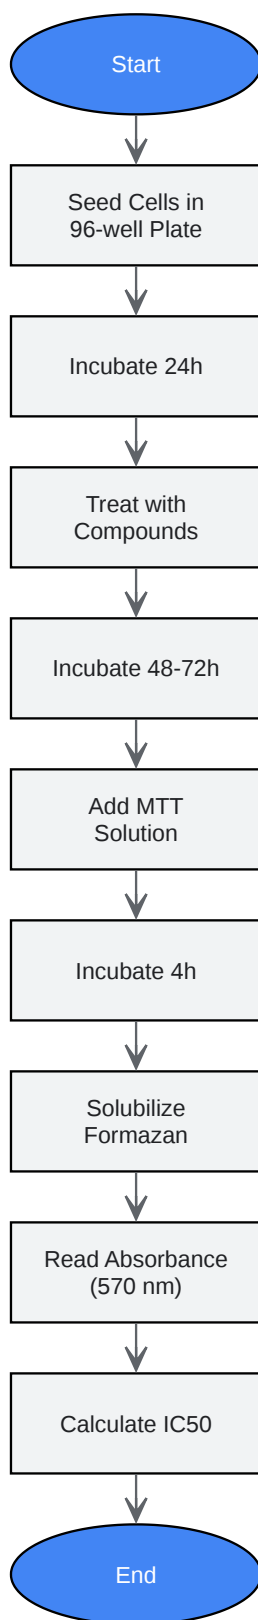 Start
Seed Cells in
96-well Plate
Incubate 24h
Treat with
Compounds
Incubate 48-72h
Add MTT
Solution
Incubate 4h
Solubilize
Formazan
Read Absorbance
(570 nm)
Calculate IC50
End